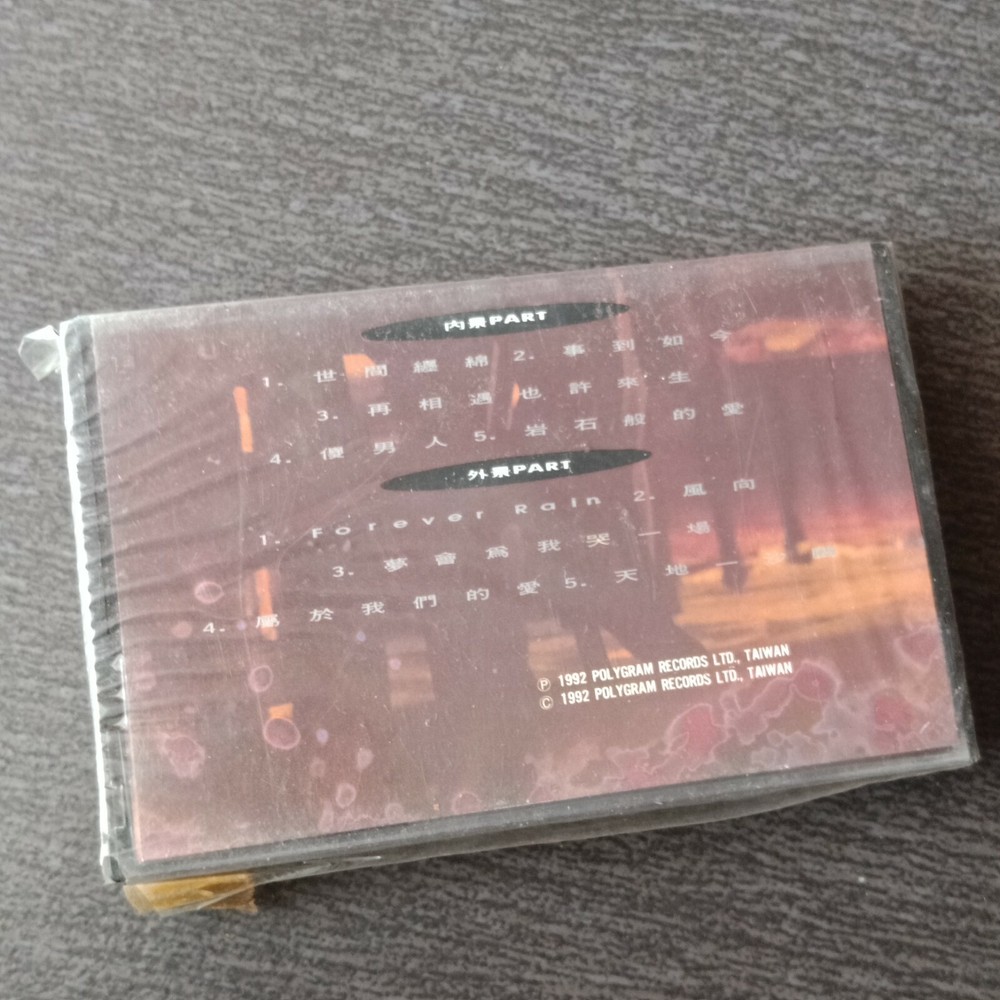 內景PART
1. 世間纏綿 2. 事到如今
3. 再相遇也許來生
4. 傻男人 5. 岩石般的愛
外景PART
1. Forever Rain 2. 風向
3. 夢會為我哭一場
4. 屬於我們的愛 5. 天地一
Ⓟ 1992 POLYGRAM RECORDS LTD., TAIWAN
© 1992 POLYGRAM RECORDS LTD., TAIWAN